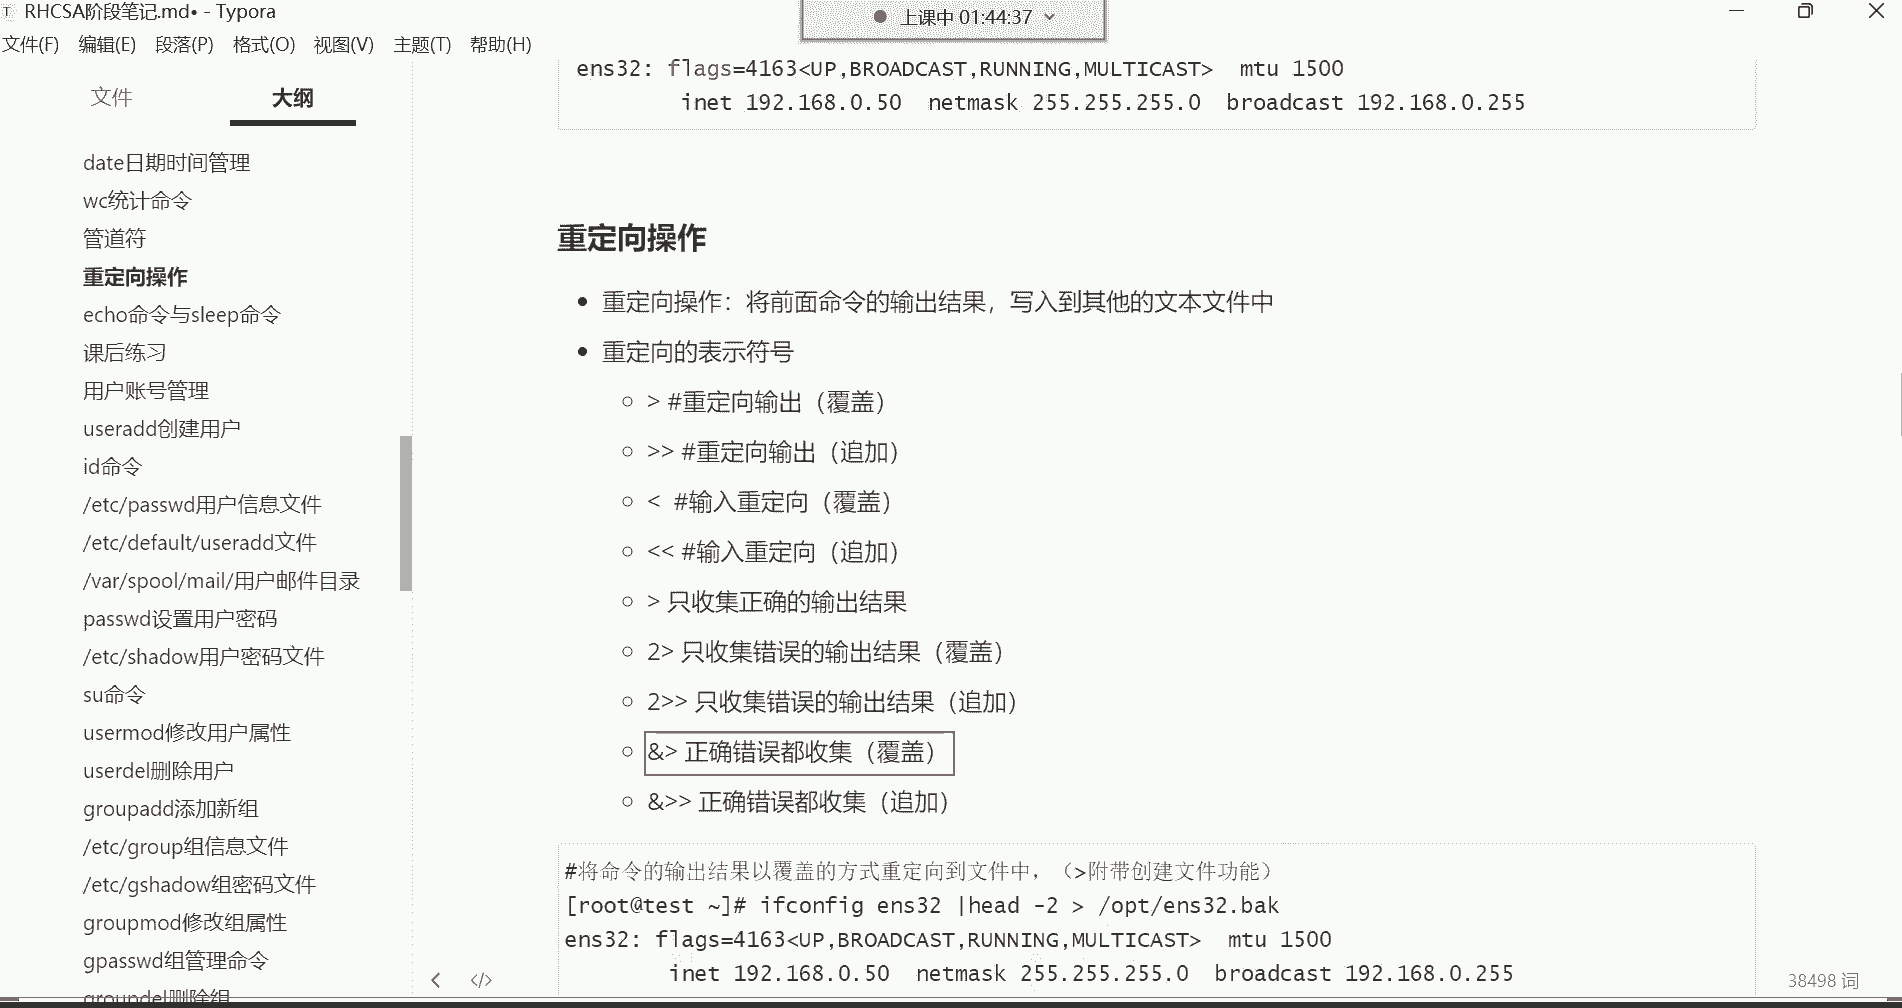 RHCSA阶段笔记.md• - Typora
上课中 01:44:37
文件(F) 编辑(E) 段落(P) 格式(O) 视图(V) 主题(T) 帮助(H)
文件 大纲
date日期时间管理
wc统计命令
管道符
重定向操作
echo命令与sleep命令
课后练习
用户账号管理
useradd创建用户
id命令
/etc/passwd用户信息文件
/etc/default/useradd文件
/var/spool/mail/用户邮件目录
passwd设置用户密码
/etc/shadow用户密码文件
su命令
usermod修改用户属性
userdel删除用户
groupadd添加新组
/etc/group组信息文件
/etc/gshadow组密码文件
groupmod修改组属性
gpasswd组管理命令
groupdel删除组
ens32: flags=4163<UP,BROADCAST,RUNNING,MULTICAST>  mtu 1500
inet 192.168.0.50  netmask 255.255.255.0  broadcast 192.168.0.255
重定向操作
重定向操作：将前面命令的输出结果，写入到其他的文本文件中
重定向的表示符号
> #重定向输出（覆盖）
>> #重定向输出（追加）
<  #输入重定向（覆盖）
<< #输入重定向（追加）
> 只收集正确的输出结果
2> 只收集错误的输出结果（覆盖）
2>> 只收集错误的输出结果（追加）
&> 正确错误都收集（覆盖）
&>> 正确错误都收集（追加）
#将命令的输出结果以覆盖的方式重定向到文件中，（>附带创建文件功能）
[root@test ~]# ifconfig ens32 |head -2 > /opt/ens32.bak
ens32: flags=4163<UP,BROADCAST,RUNNING,MULTICAST>  mtu 1500
inet 192.168.0.50  netmask 255.255.255.0  broadcast 192.168.0.255
38498 词